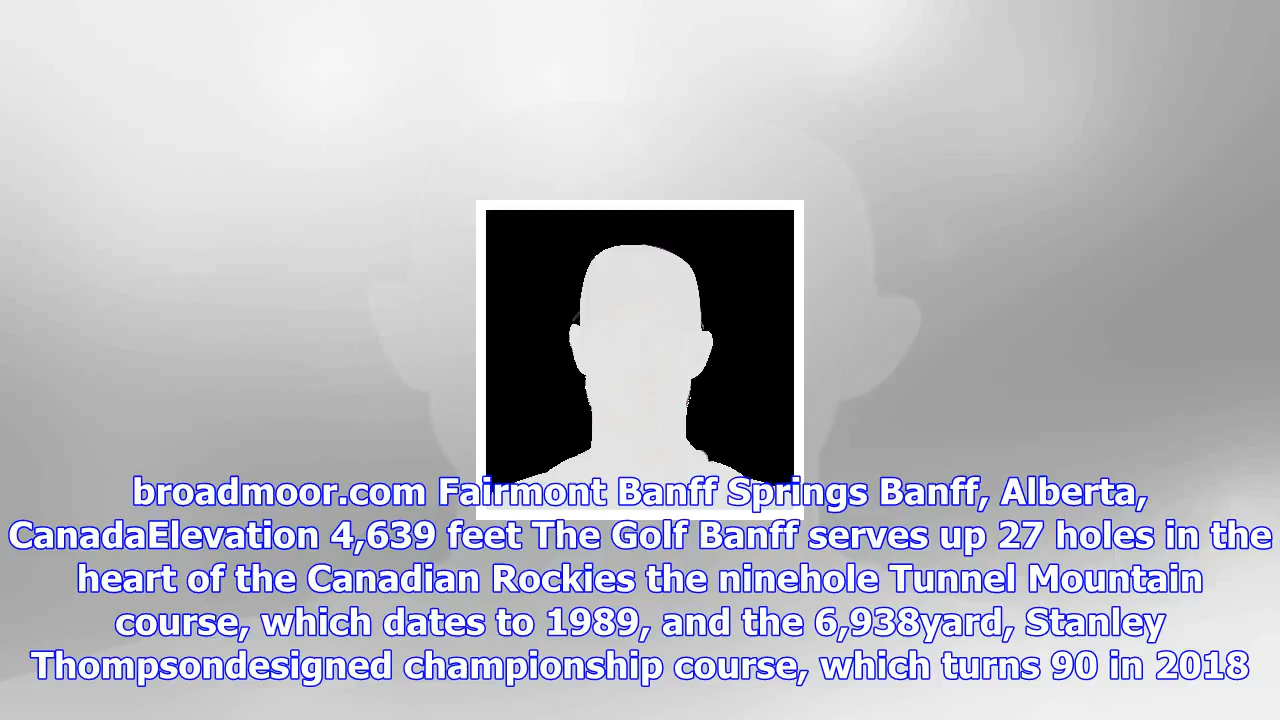 broadmoor.com Fairmont Banff Springs Banff, Alberta,
CanadaElevation 4,639 feet The Golf Banff serves up 27 holes in the
heart of the Canadian Rockies the ninehole Tunnel Mountain
course, which dates to 1989, and the 6,938yard, Stanley
Thompsondesigned championship course, which turns 90 in 2018